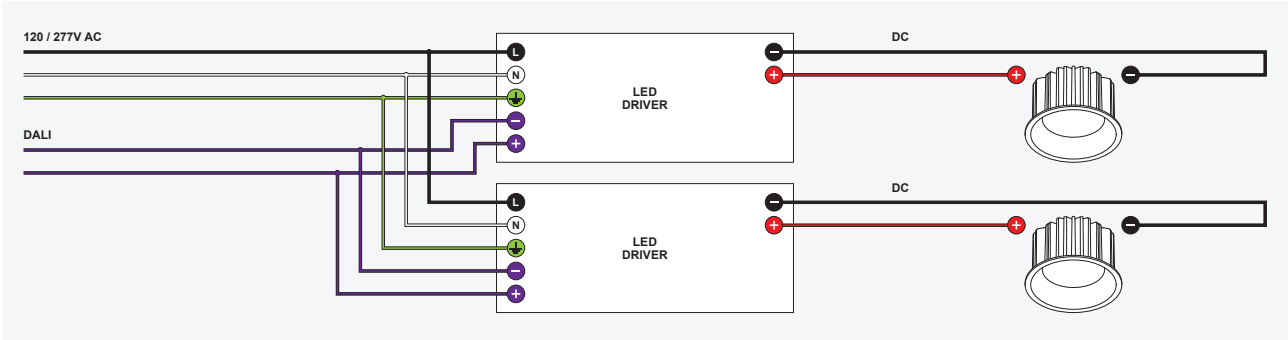 120 / 277V AC
DC
L
− +
N
+ −
LED
DRIVER
−
DALI
+
DC
L
− +
N
+ −
LED
DRIVER
−
+